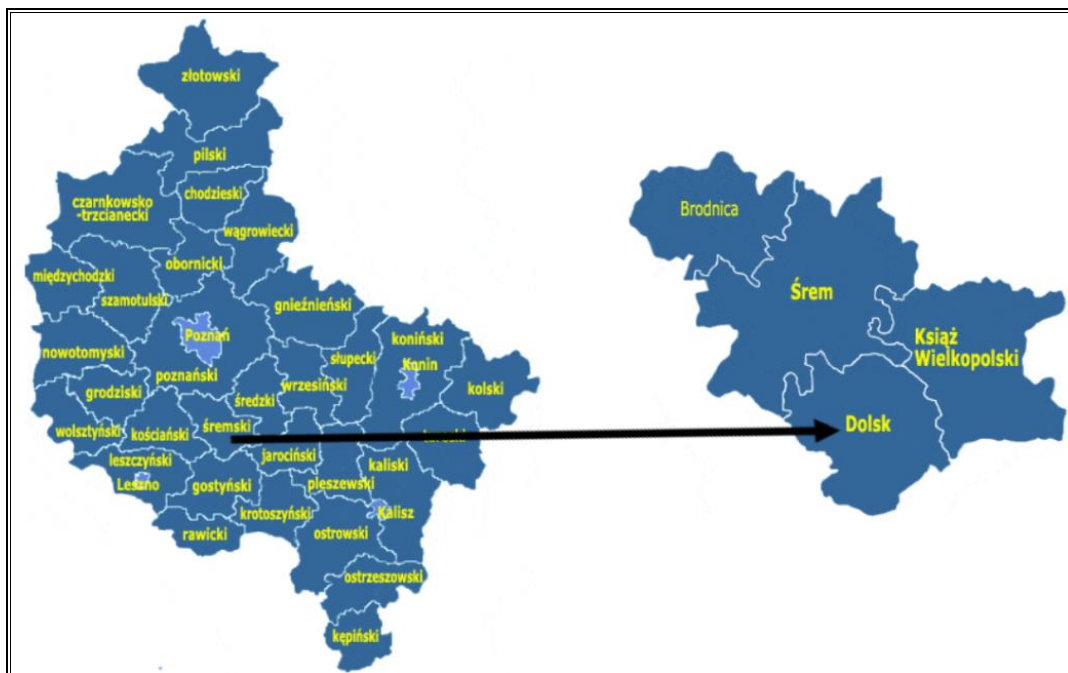 złotowski
pilski
chodzieski
czarnkowsko
-trzcianecki
wągrowiecki
obornicki
międzychodzki
szamotulski
gnieźnieński
Poznań
koniński
nowotomyski
słupecki
Konin
poznański
grodziski
wrzesiński
kolski
średzki
wolsztyński
kościański
śremski
leszczyński
jarociński
kaliski
Leszno
gostyński
pleszewski
krotoszyński
Kalisz
rawicki
ostrowski
ostrzeszowski
kępiński
Brodnica
Śrem
Książ
Wielkopolski
Dolsk